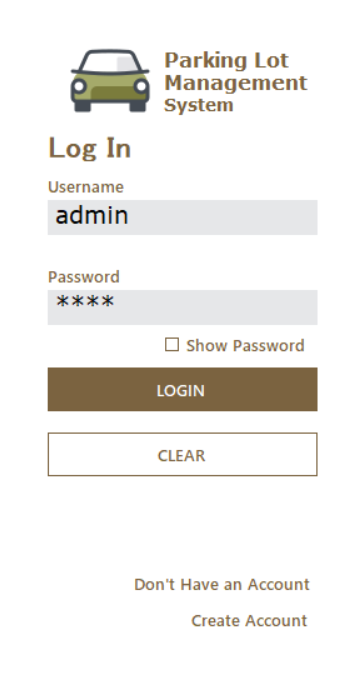 Parking Lot
Management
System
Log In
Username
admin
Password
****
Show Password
LOGIN
CLEAR
Don't Have an Account
Create Account